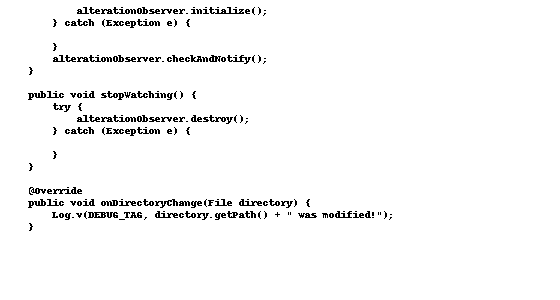 alterationObserver.initialize();
} catch (Exception e) {
}
alterationObserver.checkAndNotify();
}
public void stopWatching() {
try {
alterationObserver.destroy();
} catch (Exception e) {
}
}
@Override
public void onDirectoryChange(File directory) {
Log.v(DEBUG_TAG, directory.getPath() + " was modified!");
}